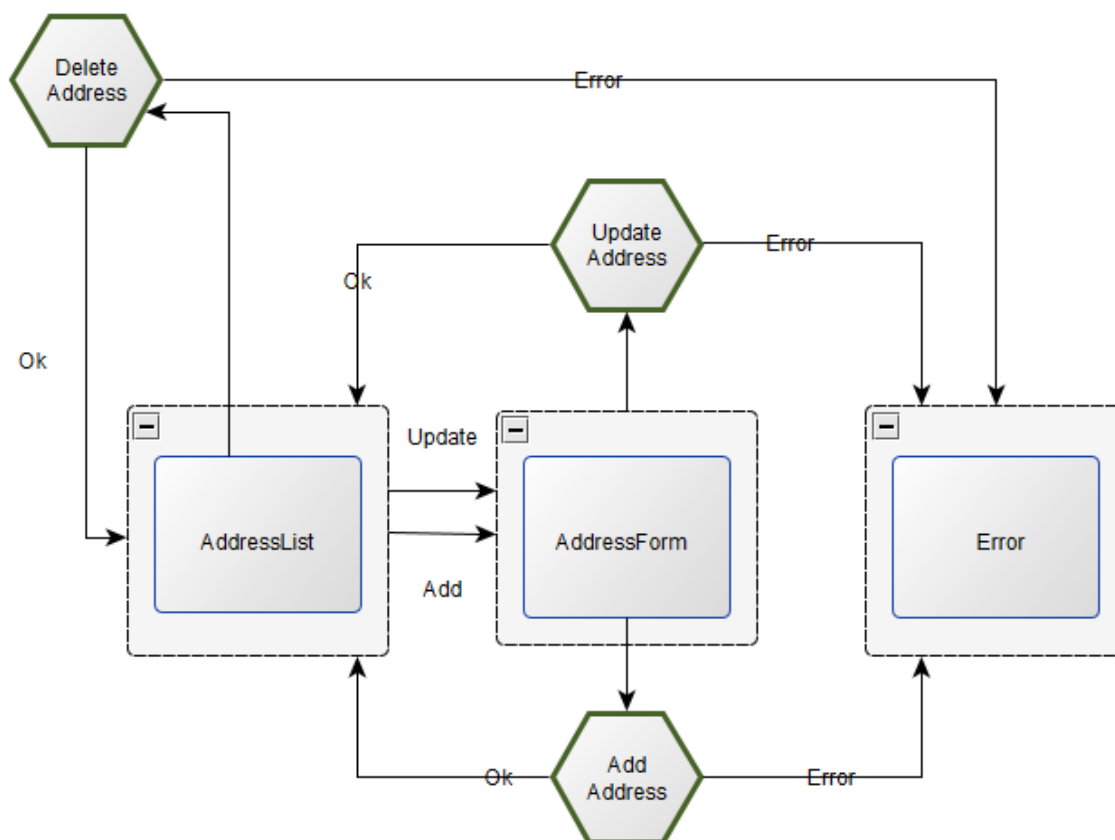 Delete
Address
Error
Update
Address
Error
Ok
Ok
Update
AddressList
AddressForm
Error
Add
Add
Address
Ok
Error